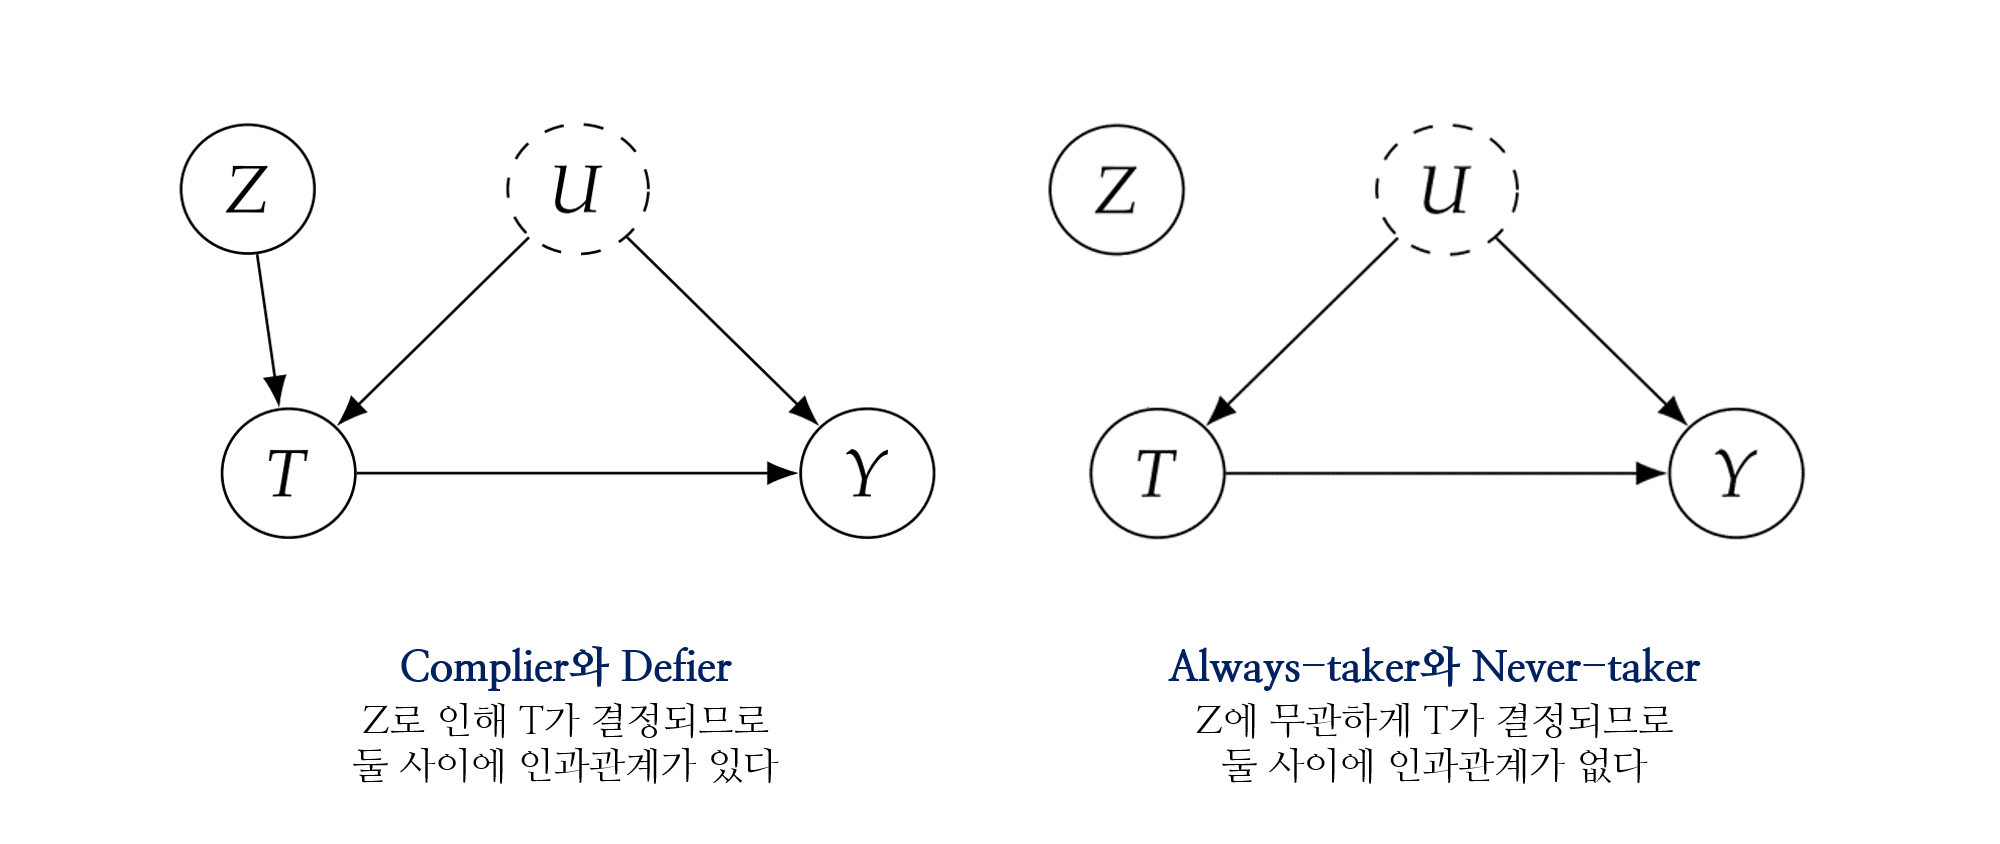 Z
U
T
Y
Complier와 Defier
Z로 인해 T가 결정되므로
둘 사이에 인과관계가 있다
Z
U
T
Y
Always-taker와 Never-taker
Z에 무관하게 T가 결정되므로
둘 사이에 인과관계가 없다